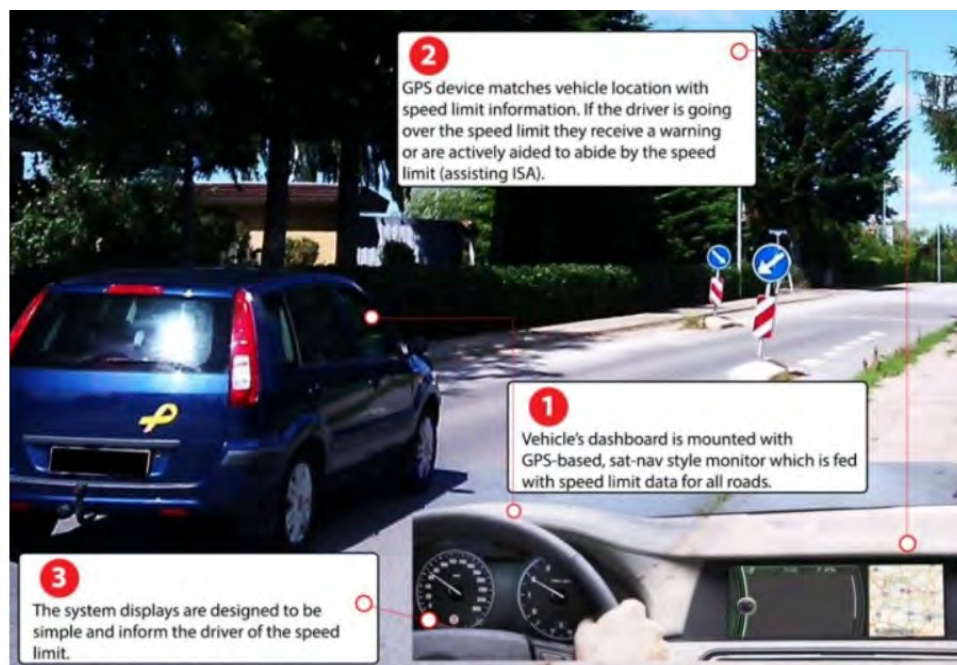 2
GPS device matches vehicle location with
speed limit information. If the driver is going
over the speed limit they receive a warning
or are actively aided to abide by the speed
limit (assisting ISA).
1
Vehicle's dashboard is mounted with
GPS-based, sat-nav style monitor which is fed
with speed limit data for all roads.
3
The system displays are designed to be
simple and inform the driver of the speed
limit.